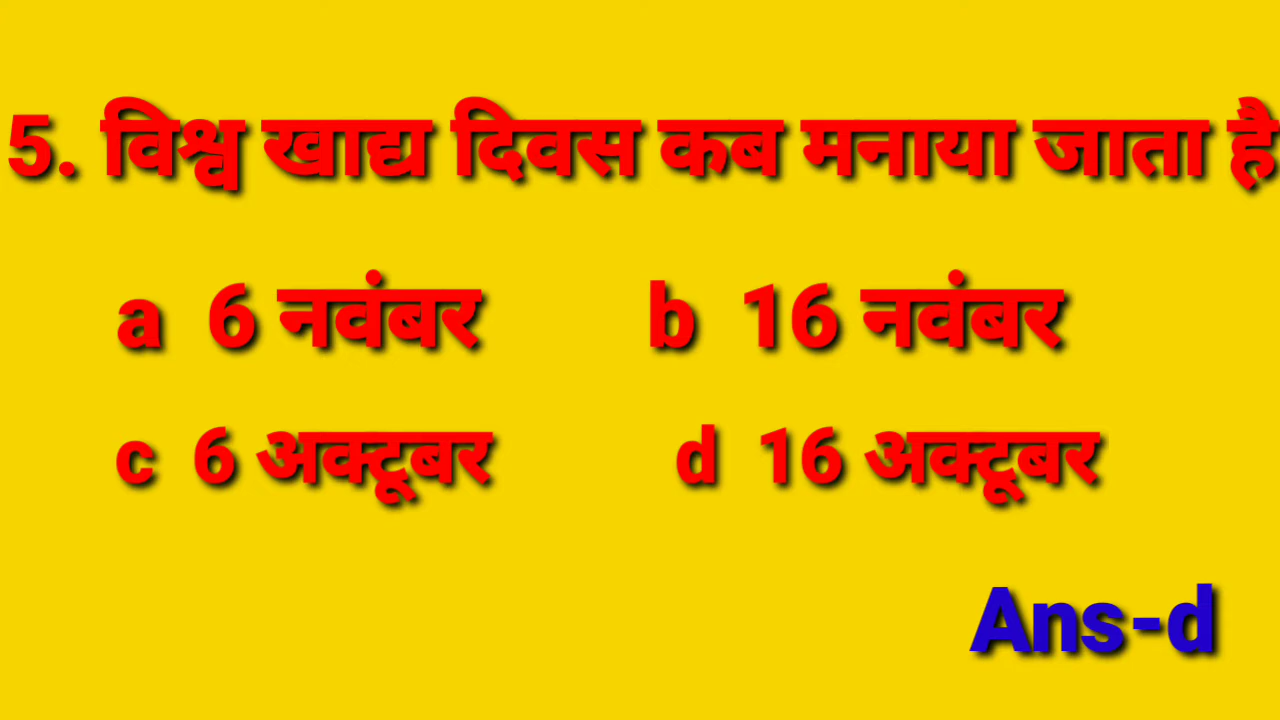 5. विश्व खाद्य दिवस कब मनाया जाता है
a 6 नवंबर b 16 नवंबर
c 6 अक्टूबर d 16 अक्टूबर
Ans-d